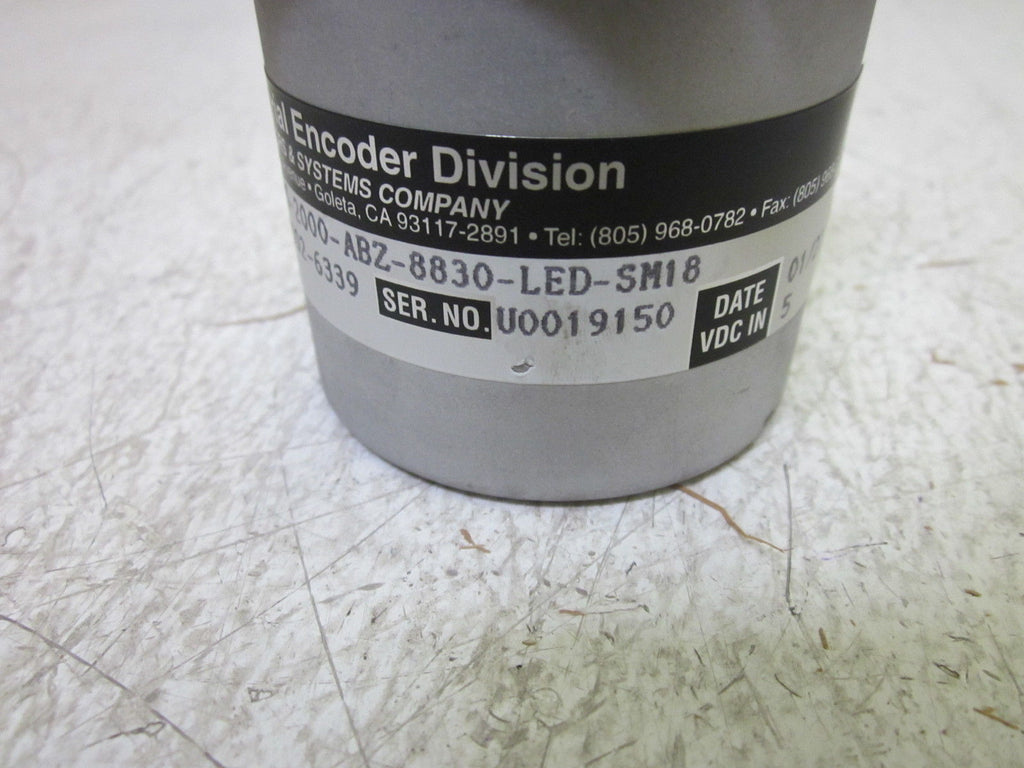 Encoder Division
& SYSTEMS COMPANY
• Goleta, CA 93117-2891 • Tel: (805) 968-0782 • Fax: (805)
2000-ABZ-8830-LED-SM18
6339 SER. NO. U0019150 DATE 01/
VDC IN 5